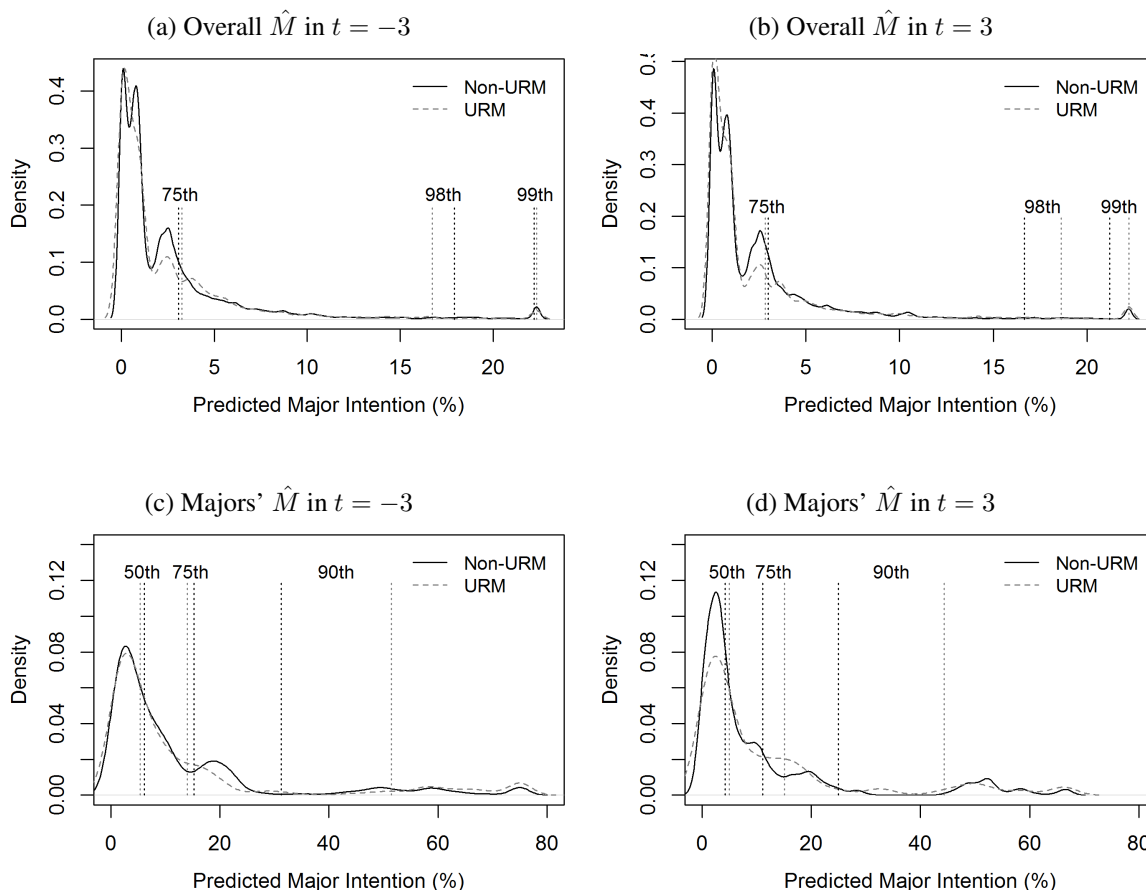 (a) Overall M̂ in t = −3
0.0 0.1 0.2 0.3 0.4
Density
75th
98th
99th
Non-URM
URM
0 5 10 15 20
Predicted Major Intention (%)
(b) Overall M̂ in t = 3
0.0 0.1 0.2 0.3 0.4 0.5
Density
75th
98th
99th
Non-URM
URM
0 5 10 15 20
Predicted Major Intention (%)
(c) Majors' M̂ in t = −3
0.00 0.04 0.08 0.12
Density
50th
75th
90th
Non-URM
URM
0 20 40 60 80
Predicted Major Intention (%)
(d) Majors' M̂ in t = 3
0.00 0.04 0.08 0.12
Density
50th
75th
90th
Non-URM
URM
0 20 40 60 80
Predicted Major Intention (%)